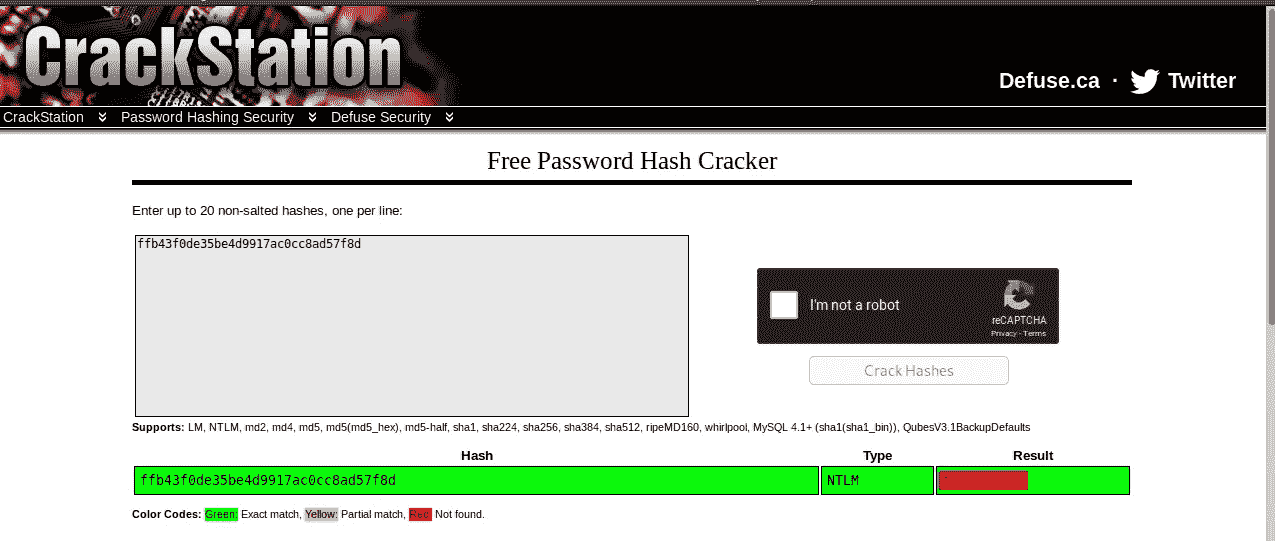 CrackStation
Defuse.ca · Twitter
CrackStation Password Hashing Security Defuse Security
Free Password Hash Cracker
Enter up to 20 non-salted hashes, one per line:
ffb43f0de35be4d9917ac0cc8ad57f8d
I'm not a robot
reCAPTCHA
Privacy - Terms
Crack Hashes
Supports: LM, NTLM, md2, md4, md5, md5(md5_hex), md5-half, sha1, sha224, sha256, sha384, sha512, ripeMD160, whirlpool, MySQL 4.1+ (sha1(sha1_bin)), QubesV3.1BackupDefaults
Hash Type Result
ffb43f0de35be4d9917ac0cc8ad57f8d NTLM
Color Codes: Green: Exact match, Yellow: Partial match, Red: Not found.